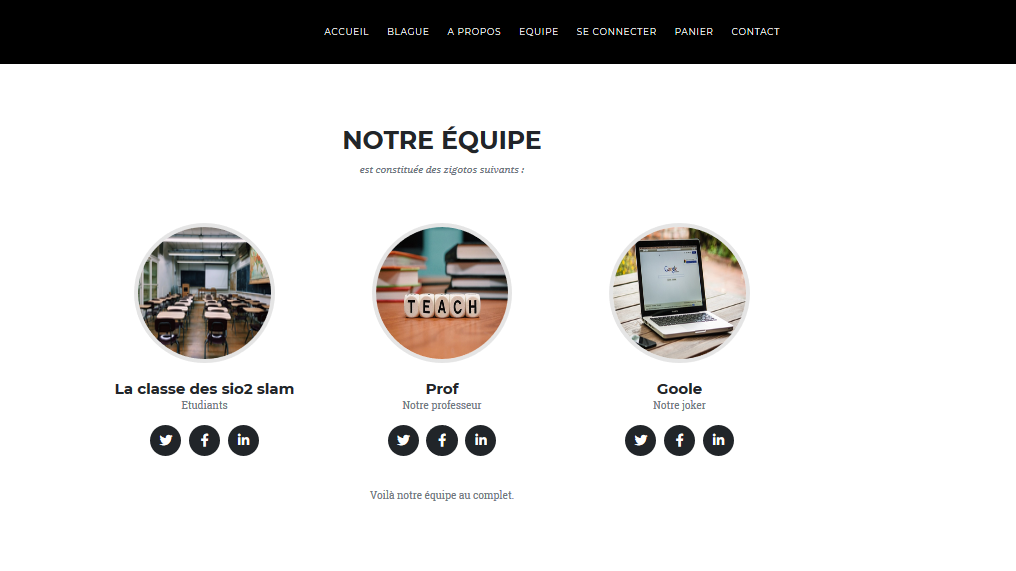 ACCUEIL BLAGUE A PROPOS EQUIPE SE CONNECTER PANIER CONTACT
NOTRE ÉQUIPE
est constituée des zigotos suivants :
TEACH
Google
La classe des sio2 slam Prof Goole
Etudiants Notre professeur Notre joker
Voilà notre équipe au complet.